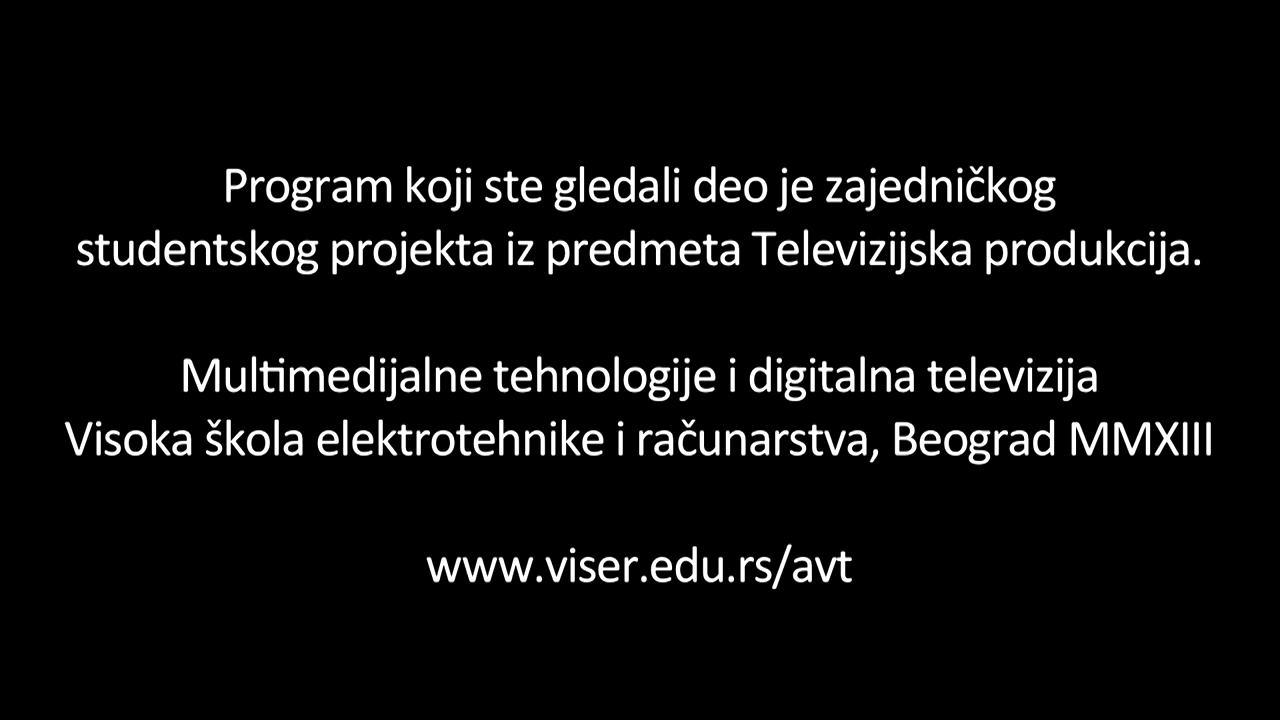 Program koji ste gledali deo je zajedničkog
studentskog projekta iz predmeta Televizijska produkcija.
Multimedijalne tehnologije i digitalna televizija
Visoka škola elektrotehnike i računarstva, Beograd MMXIII
www.viser.edu.rs/avt